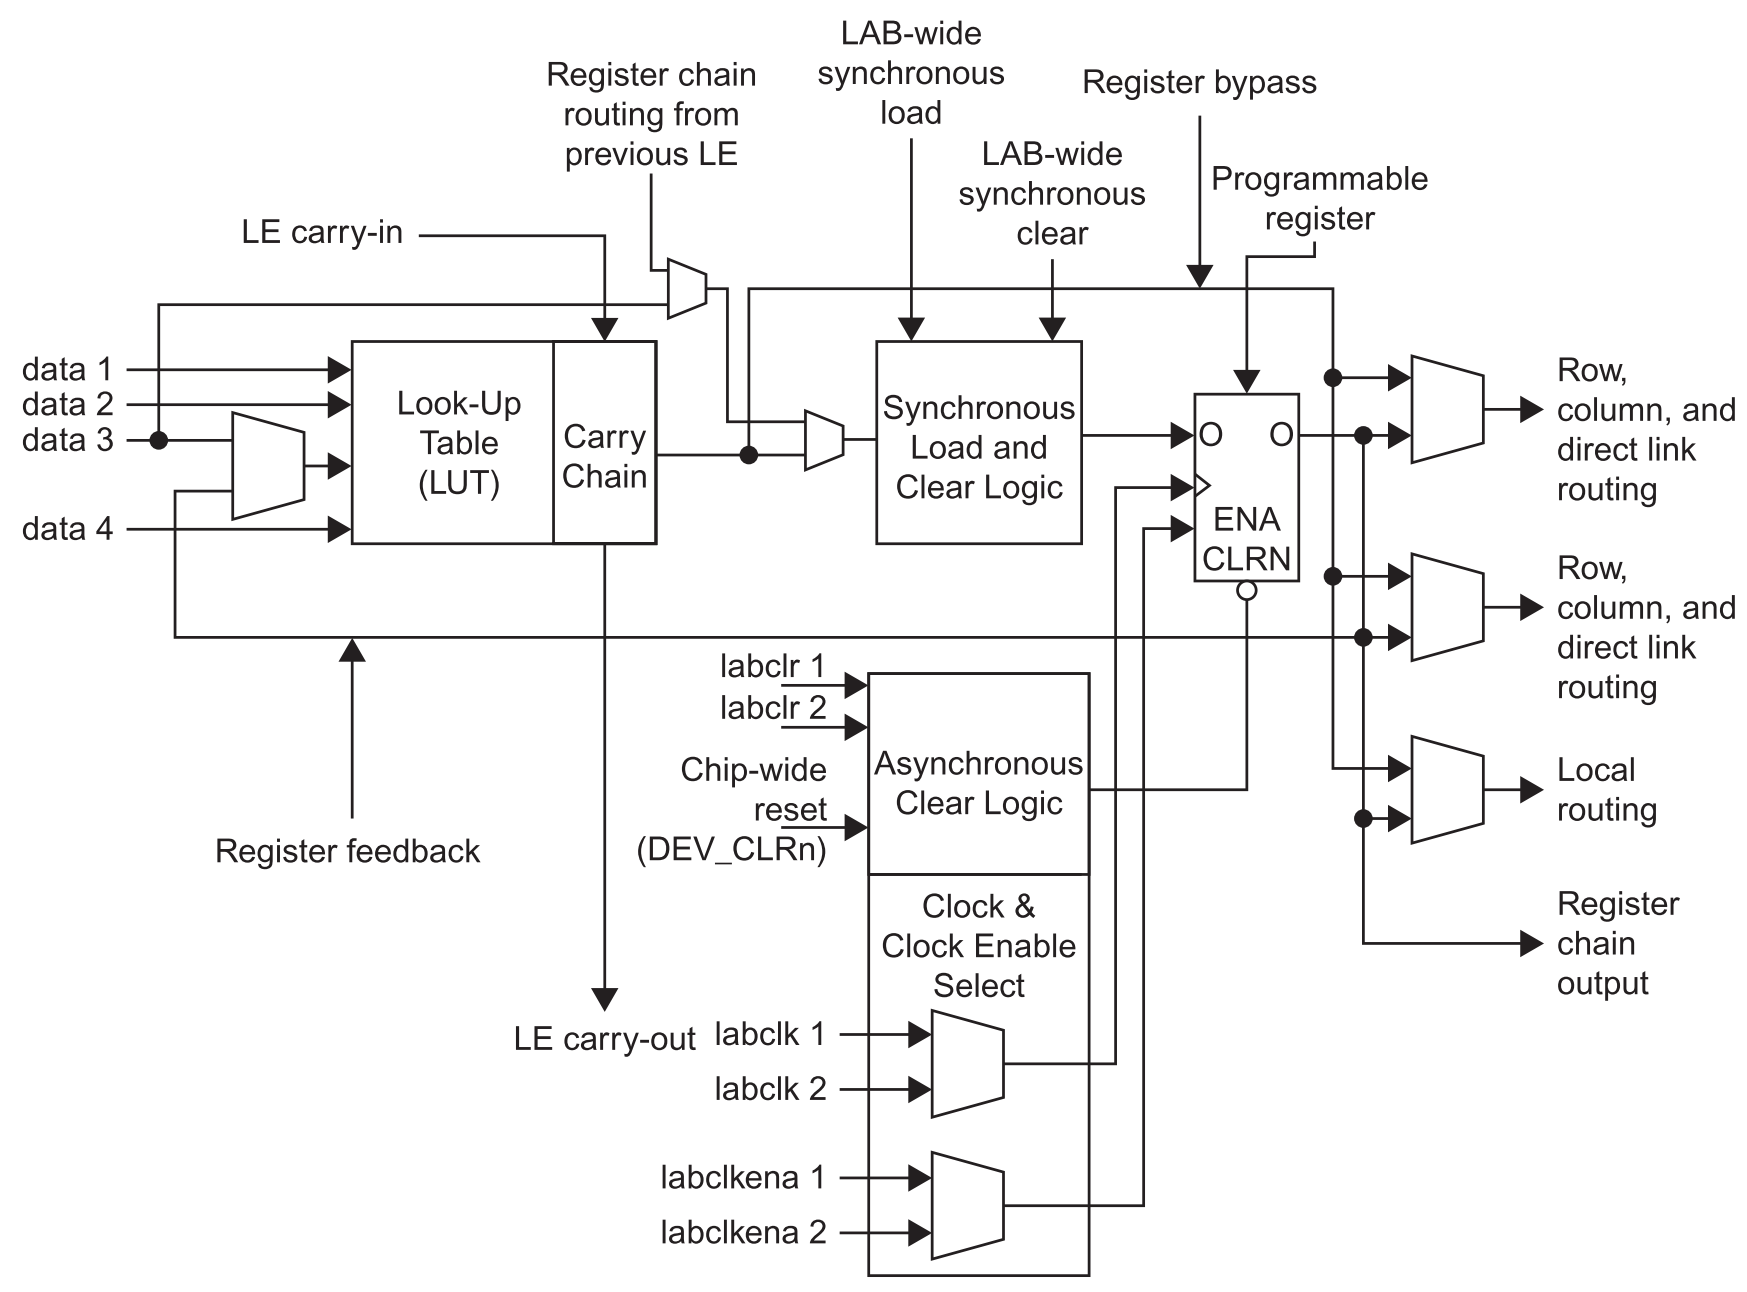 LAB-wide
synchronous
load
Register chain
routing from
previous LE
Register bypass
LAB-wide
synchronous
clear
Programmable
register
LE carry-in
data 1
data 2
data 3
data 4
Look-Up
Table
(LUT)
Carry
Chain
Synchronous
Load and
Clear Logic
O O
ENA
CLRN
Row,
column, and
direct link
routing
Row,
column, and
direct link
routing
Local
routing
Register
chain
output
labclr 1
labclr 2
Chip-wide
reset
(DEV_CLRn)
Asynchronous
Clear Logic
Register feedback
Clock &
Clock Enable
Select
LE carry-out
labclk 1
labclk 2
labclkena 1
labclkena 2